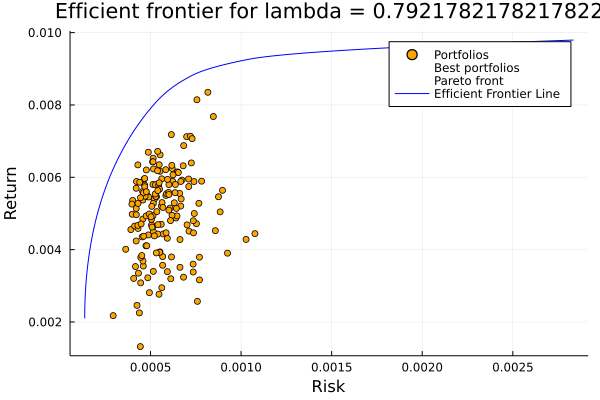 Efficient frontier for lambda = 0.7921782178217822
0.010
0.008
0.006
0.004
0.002
Return
Portfolios
Best portfolios
Pareto front
Efficient Frontier Line
0.0005
0.0010
0.0015
0.0020
0.0025
Risk